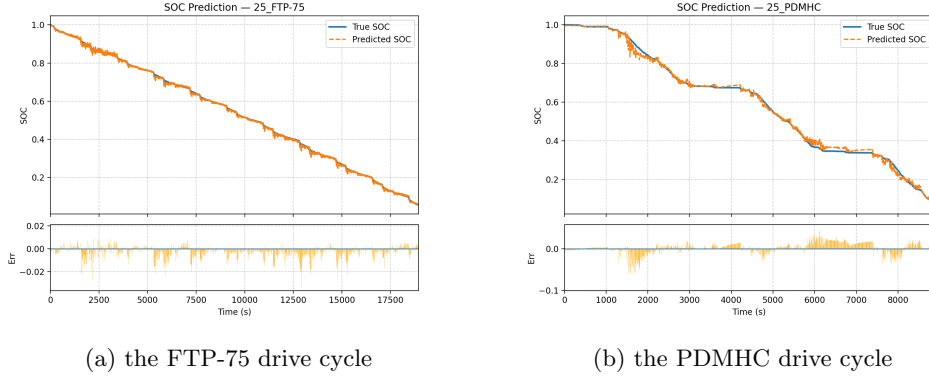 SOC Prediction — 25_FTP-75
1.0
0.8
0.6
0.4
0.2
SOC
True SOC
Predicted SOC
0.02
0.00
−0.02
Err
0 2500 5000 7500 10000 12500 15000 17500
Time (s)
(a) the FTP-75 drive cycle
SOC Prediction — 25_PDMHC
1.0
0.8
0.6
0.4
0.2
SOC
True SOC
Predicted SOC
0.0
−0.1
Err
0 1000 2000 3000 4000 5000 6000 7000 8000
Time (s)
(b) the PDMHC drive cycle